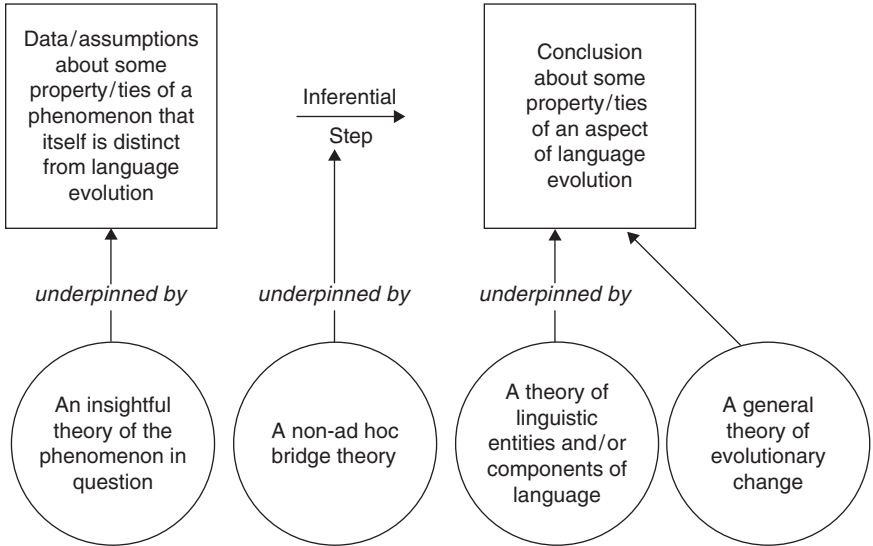 Data/assumptions
about some
property/ties of a
phenomenon that
itself is distinct
from language
evolution
Inferential
Step
Conclusion
about some
property/ties
of an aspect
of language
evolution
underpinned by
underpinned by
underpinned by
An insightful
theory of the
phenomenon in
question
A non-ad hoc
bridge theory
A theory of
linguistic
entities and/or
components of
language
A general
theory of
evolutionary
change